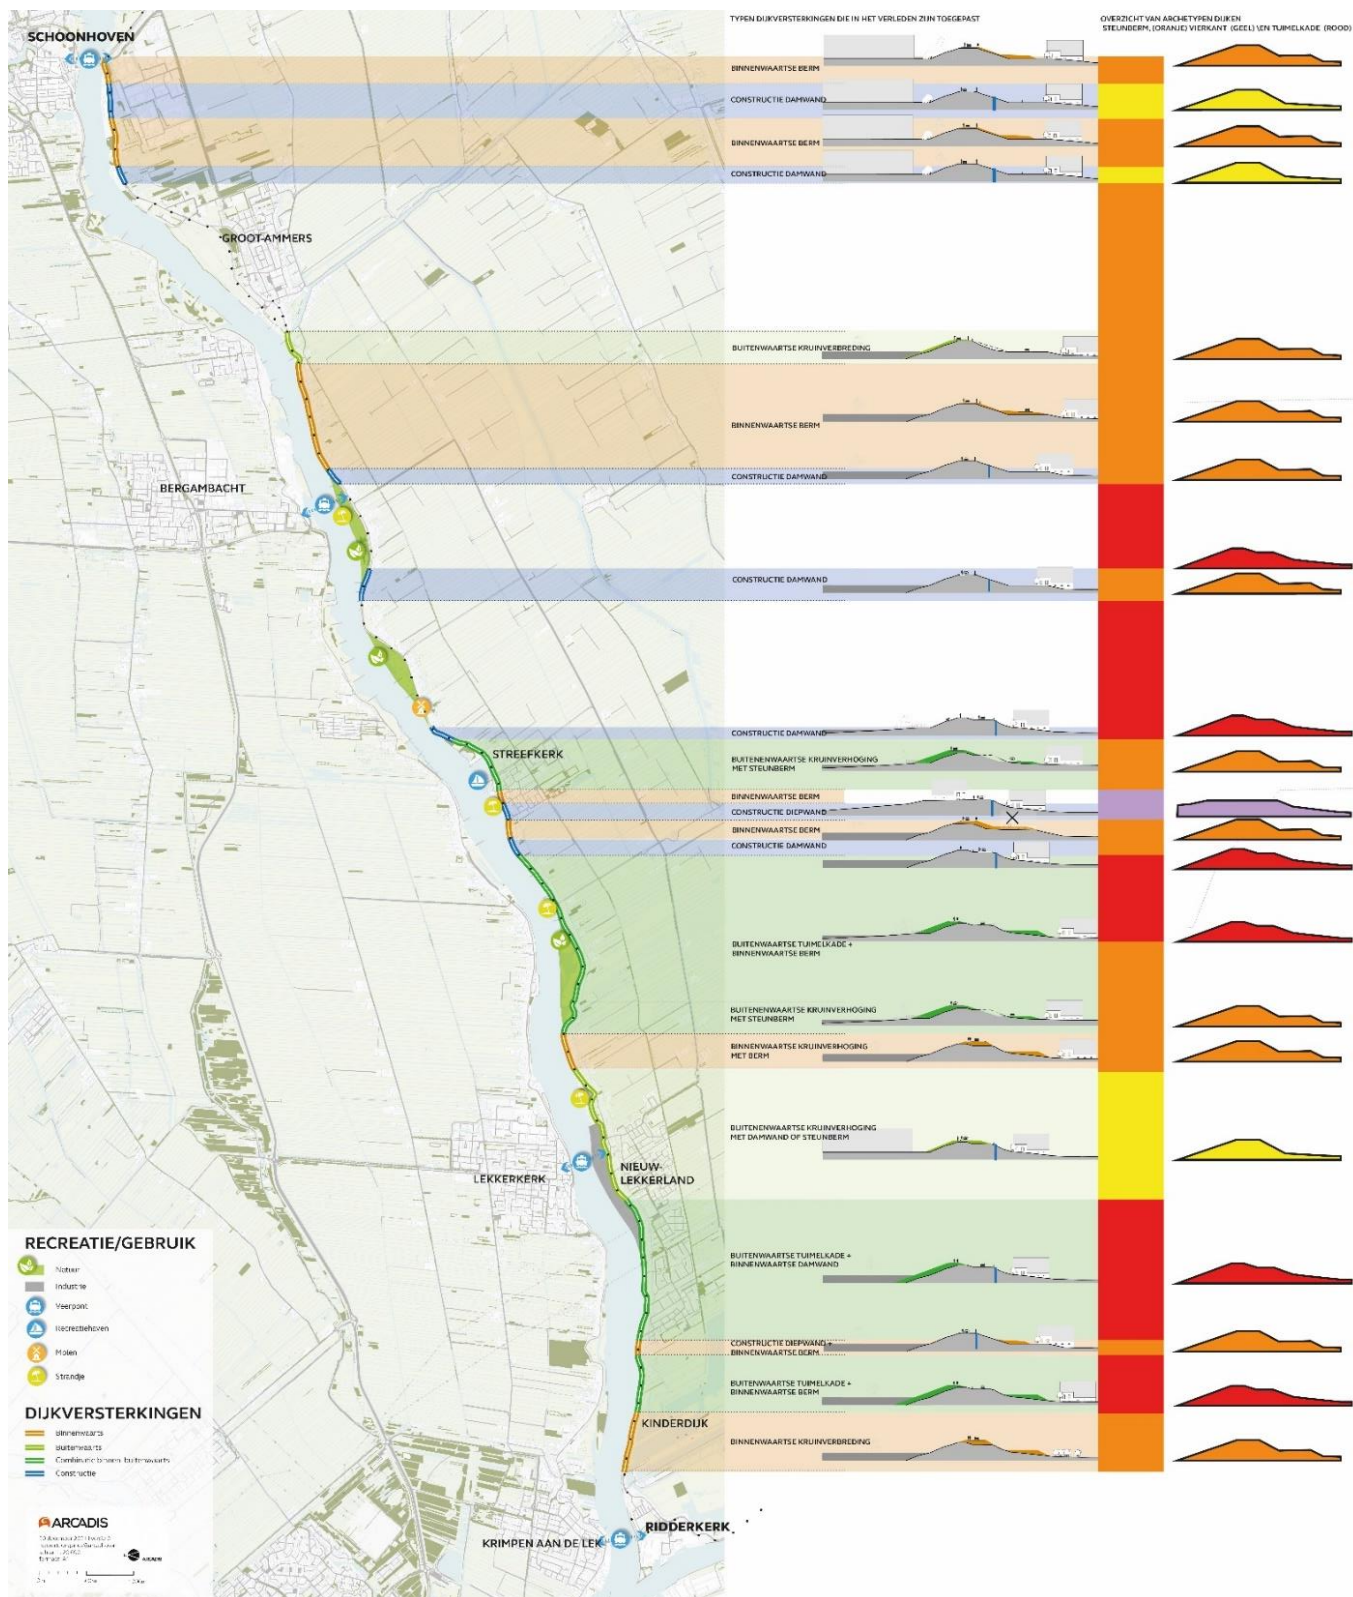 TYPEN DIJKVERSTERKINGEN DIE IN HET VERLEDEN ZIJN TOEGEPAST
OVERZICHT VAN ARCHETYPEN DIJKEN
STEUNBERM, (ORANJE) VIERKANT (GEEL) \EN TUIMELKADE (ROOD)
SCHOONHOVEN
BINNENWAARTSE BERM
CONSTRUCTIE DAMWAND
BINNENWAARTSE BERM
CONSTRUCTIE DAMWAND
GROOT-AMMERS
BUITENWAARTSE KRUINVERBREDING
BINNENWAARTSE BERM
CONSTRUCTIE DAMWAND
BERGAMBACHT
CONSTRUCTIE DAMWAND
CONSTRUCTIE DAMWAND
STREEFKERK
BUITENENWAARTSE KRUINVERHOGING
MET STEUNBERM
BINNENWAARTSE BERM
CONSTRUCTIE DIEPWAND
BINNENWAARTSE BERM
CONSTRUCTIE DAMWAND
BUITENWAARTSE TUIMELKADE +
BINNENWAARTSE BERM
BUITENENWAARTSE KRUINVERHOGING
MET STEUNBERM
BINNENWAARTSE KRUINVERHOGING
MET BERM
BUITENENWAARTSE KRUINVERHOGING
MET DAMWAND OF STEUNBERM
LEKKERKERK
NIEUW-
LEKKERLAND
BUITENWAARTSE TUIMELKADE +
BINNENWAARTSE DAMWAND
CONSTRUCTIE DIEPWAND +
BINNENWAARTSE BERM
BUITENWAARTSE TUIMELKADE +
BINNENWAARTSE BERM
KINDERDIJK
BINNENWAARTSE KRUINVERBREDING
RIDDERKERK
KRIMPEN AAN DE LEK
RECREATIE/GEBRUIK
Natuur
Industrie
Veerpont
Recreatiehaven
Molen
Strandje
DIJKVERSTERKINGEN
Binnenwaarts
Buitenwaarts
Combinatie binnen-buitenwaarts
Constructie
ARCADIS
ARCADIS